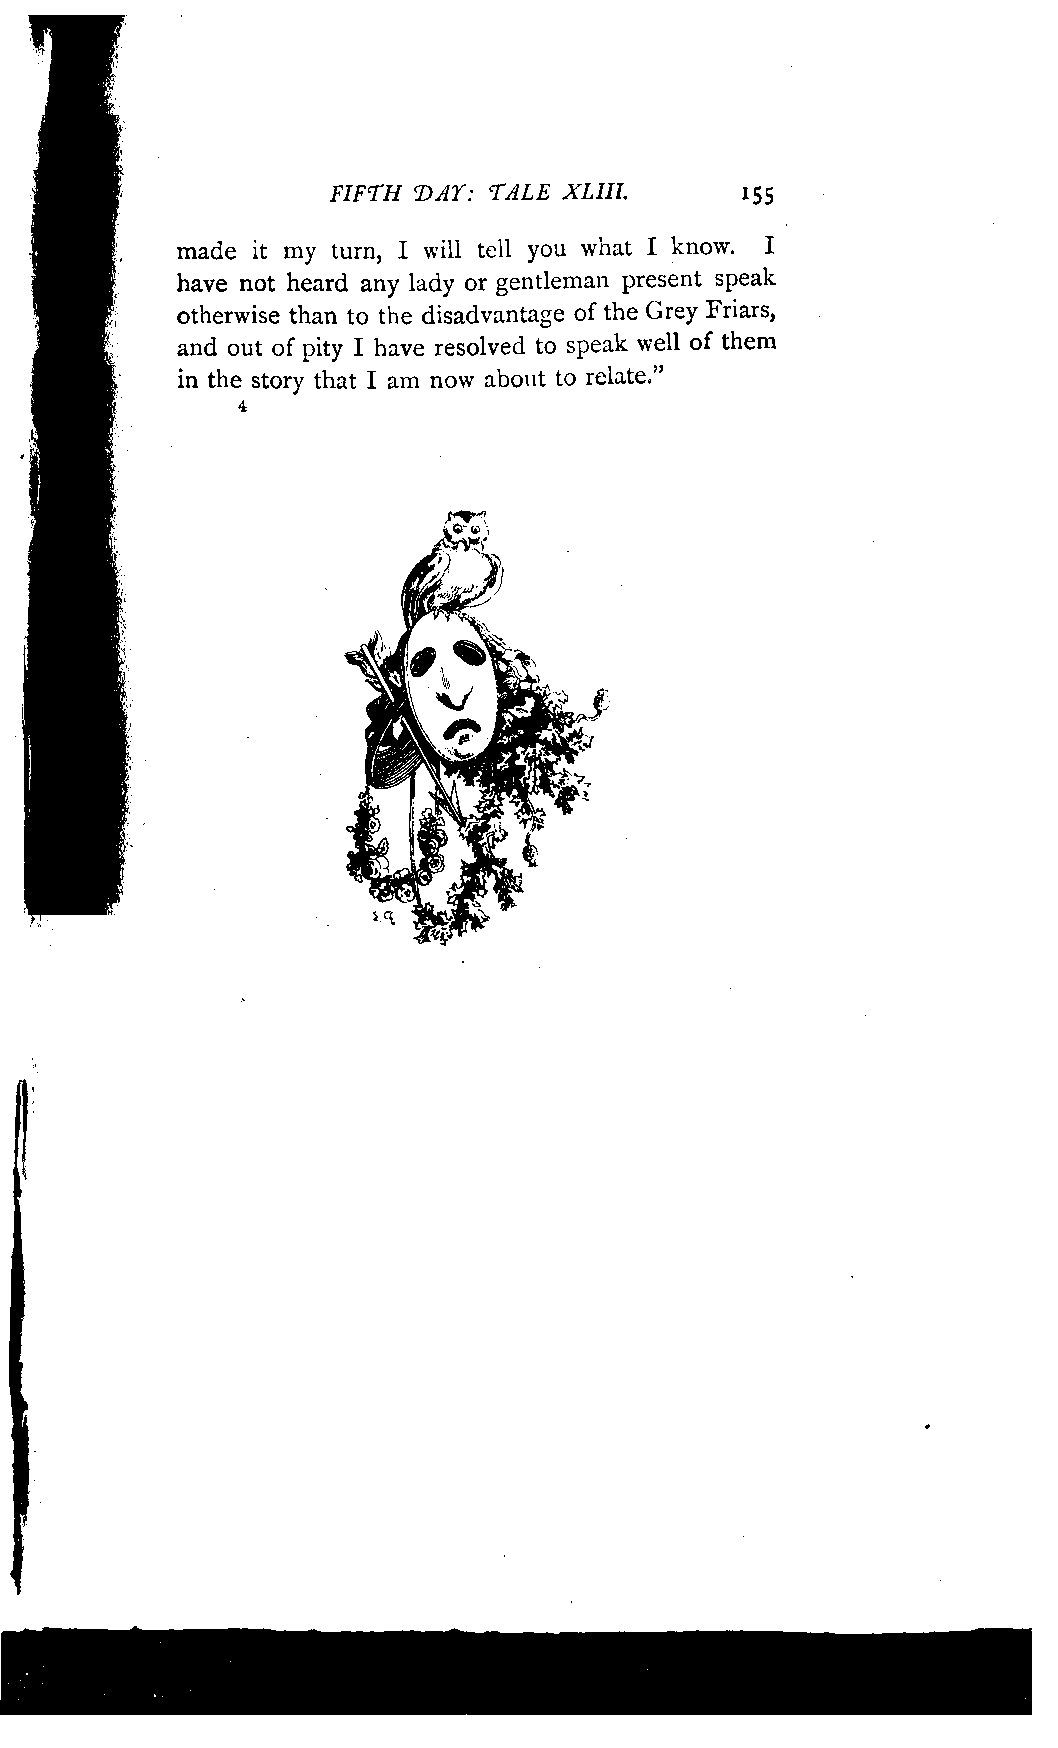 FIFTH DAY: TALE XLIII. 155
made it my turn, I will tell you what I know. I
have not heard any lady or gentleman present speak
otherwise than to the disadvantage of the Grey Friars,
and out of pity I have resolved to speak well of them
in the story that I am now about to relate.”
4